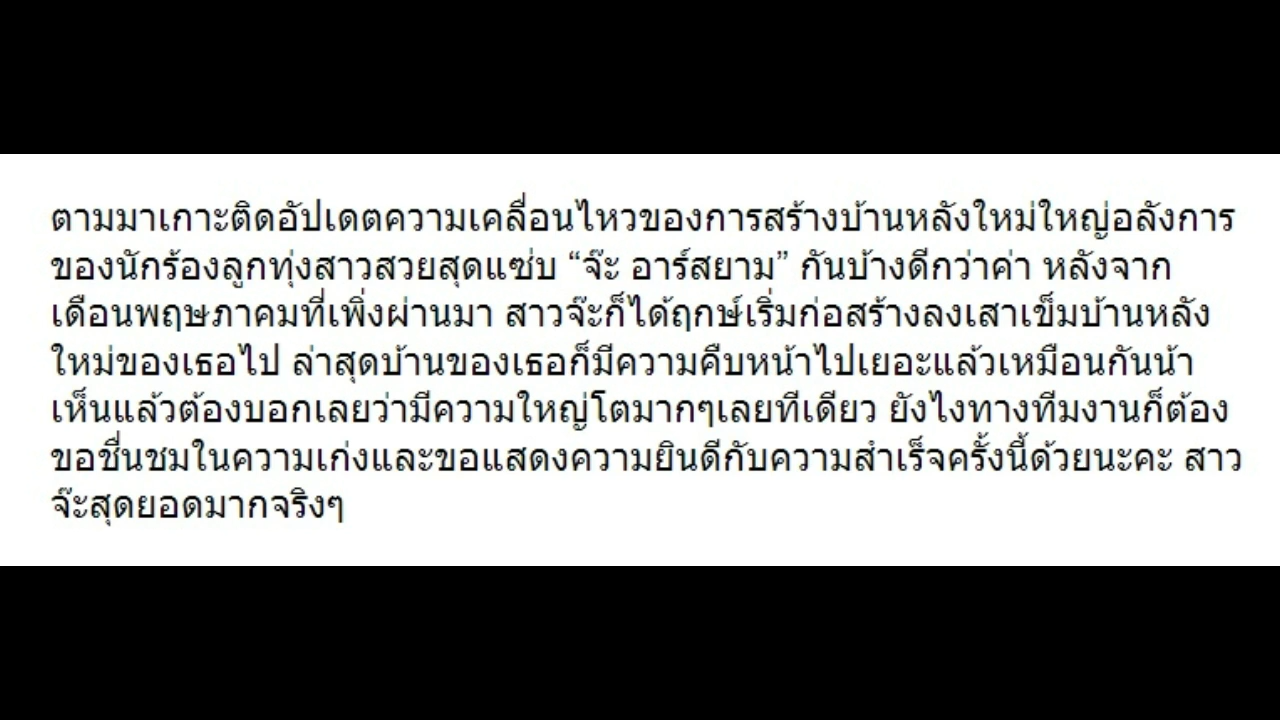 ตามมาเกาะติดอัปเดตความเคลื่อนไหวของการสร้างบ้านหลังใหม่ใหญ่อลังการ
ของนักร้องลูกทุ่งสาวสวยสุดแซ่บ “จ๊ะ อาร์สยาม” กันบ้างดีกว่าค่า หลังจาก
เดือนพฤษภาคมที่เพิ่งผ่านมา สาวจ๊ะก็ได้ฤกษ์เริ่มก่อสร้างลงเสาเข็มบ้านหลัง
ใหม่ของเธอไป ล่าสุดบ้านของเธอก็มีความคืบหน้าไปเยอะแล้วเหมือนกันน้า
เห็นแล้วต้องบอกเลยว่ามีความใหญ่โตมากๆเลยทีเดียว ยังไงทางทีมงานก็ต้อง
ขอชื่นชมในความเก่งและขอแสดงความยินดีกับความสำเร็จครั้งนี้ด้วยนะคะ สาว
จ๊ะสุดยอดมากจริงๆ